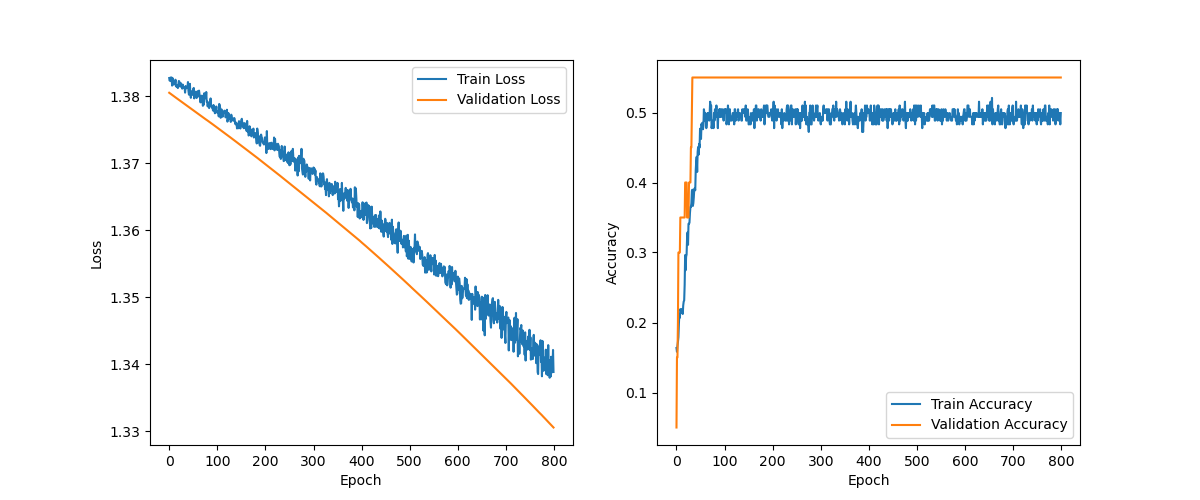 Train Loss
Validation Loss
1.38
1.37
1.36
1.35
1.34
1.33
Loss
0 100 200 300 400 500 600 700 800
Epoch
0.5
0.4
0.3
0.2
0.1
Accuracy
Train Accuracy
Validation Accuracy
0 100 200 300 400 500 600 700 800
Epoch